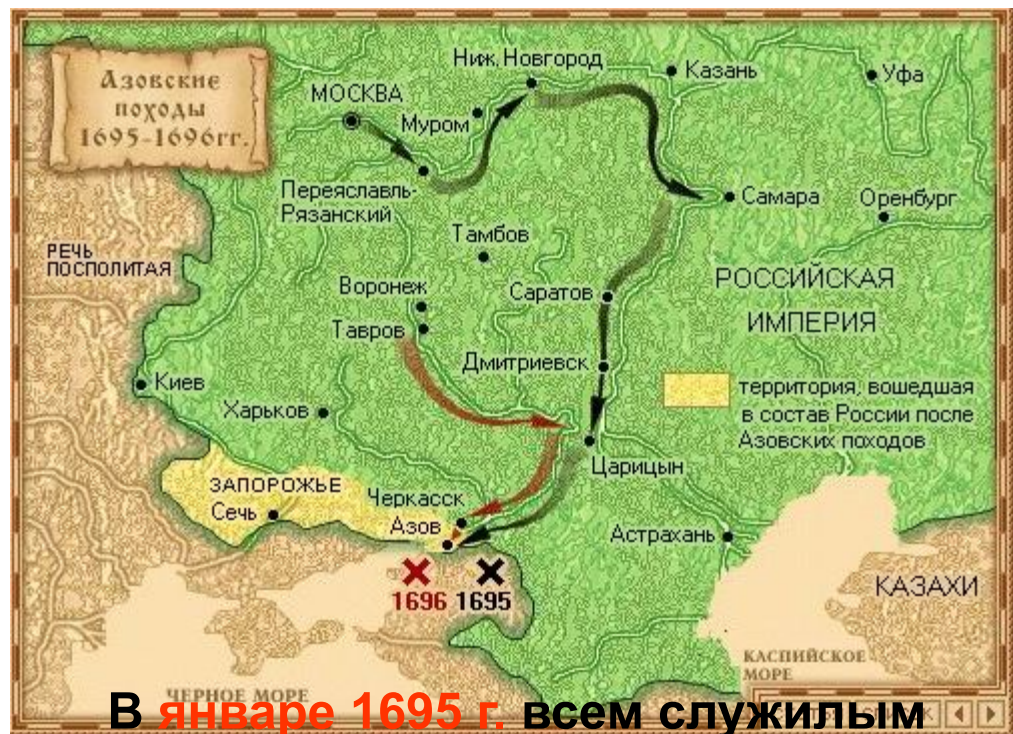 Азовские
походы
1695-1696гг.
Ниж. Новгород
Казань
Уфа
МОСКВА
Муром
Переяславль-
Рязанский
Самара
Оренбург
Тамбов
РЕЧЬ
ПОСПОЛИТАЯ
Воронеж
Саратов
РОССИЙСКАЯ
ИМПЕРИЯ
Тавров
Дмитриевск
Киев
территория, вошедшая
в состав России после
Азовских походов
Харьков
Царицын
ЗАПОРОЖЬЕ
Сечь
Черкасск
Азов
Астрахань
1696 1695
КАЗАХИ
КАСПИЙСКОЕ
МОРЕ
ЧЕРНОЕ МОРЕ
В январе 1695 г. всем служилым